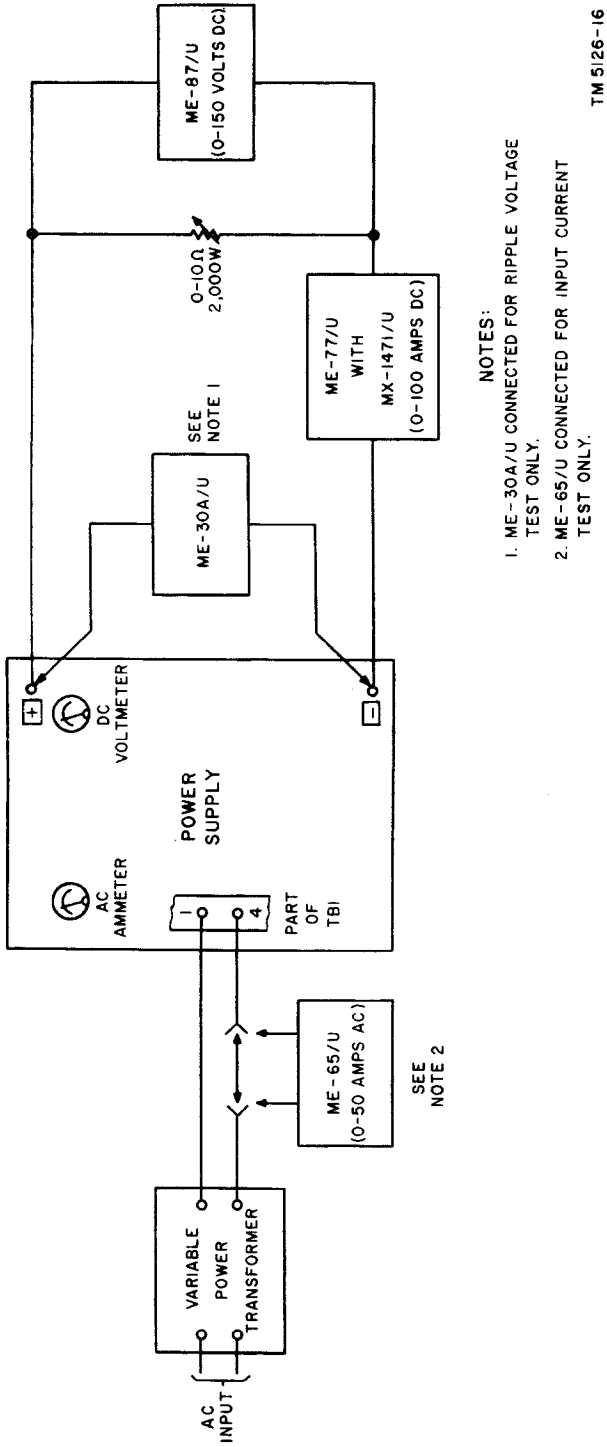 AC
INPUT
VARIABLE
POWER
TRANSFORMER
ME-65/U
(0-50 AMPS AC)
SEE
NOTE 2
AC
AMMETER
1
4
PART
OF
TB1
POWER
SUPPLY
+
DC
VOLTMETER
-
ME-30A/U
SEE
NOTE 1
0-10Ω
2,000W
ME-77/U
WITH
MX-1471/U
(0-100 AMPS DC)
ME-87/U
(0-150 VOLTS DC)
NOTES:
1. ME-30A/U CONNECTED FOR RIPPLE VOLTAGE
TEST ONLY.
2. ME-65/U CONNECTED FOR INPUT CURRENT
TEST ONLY.
TM 5126-16